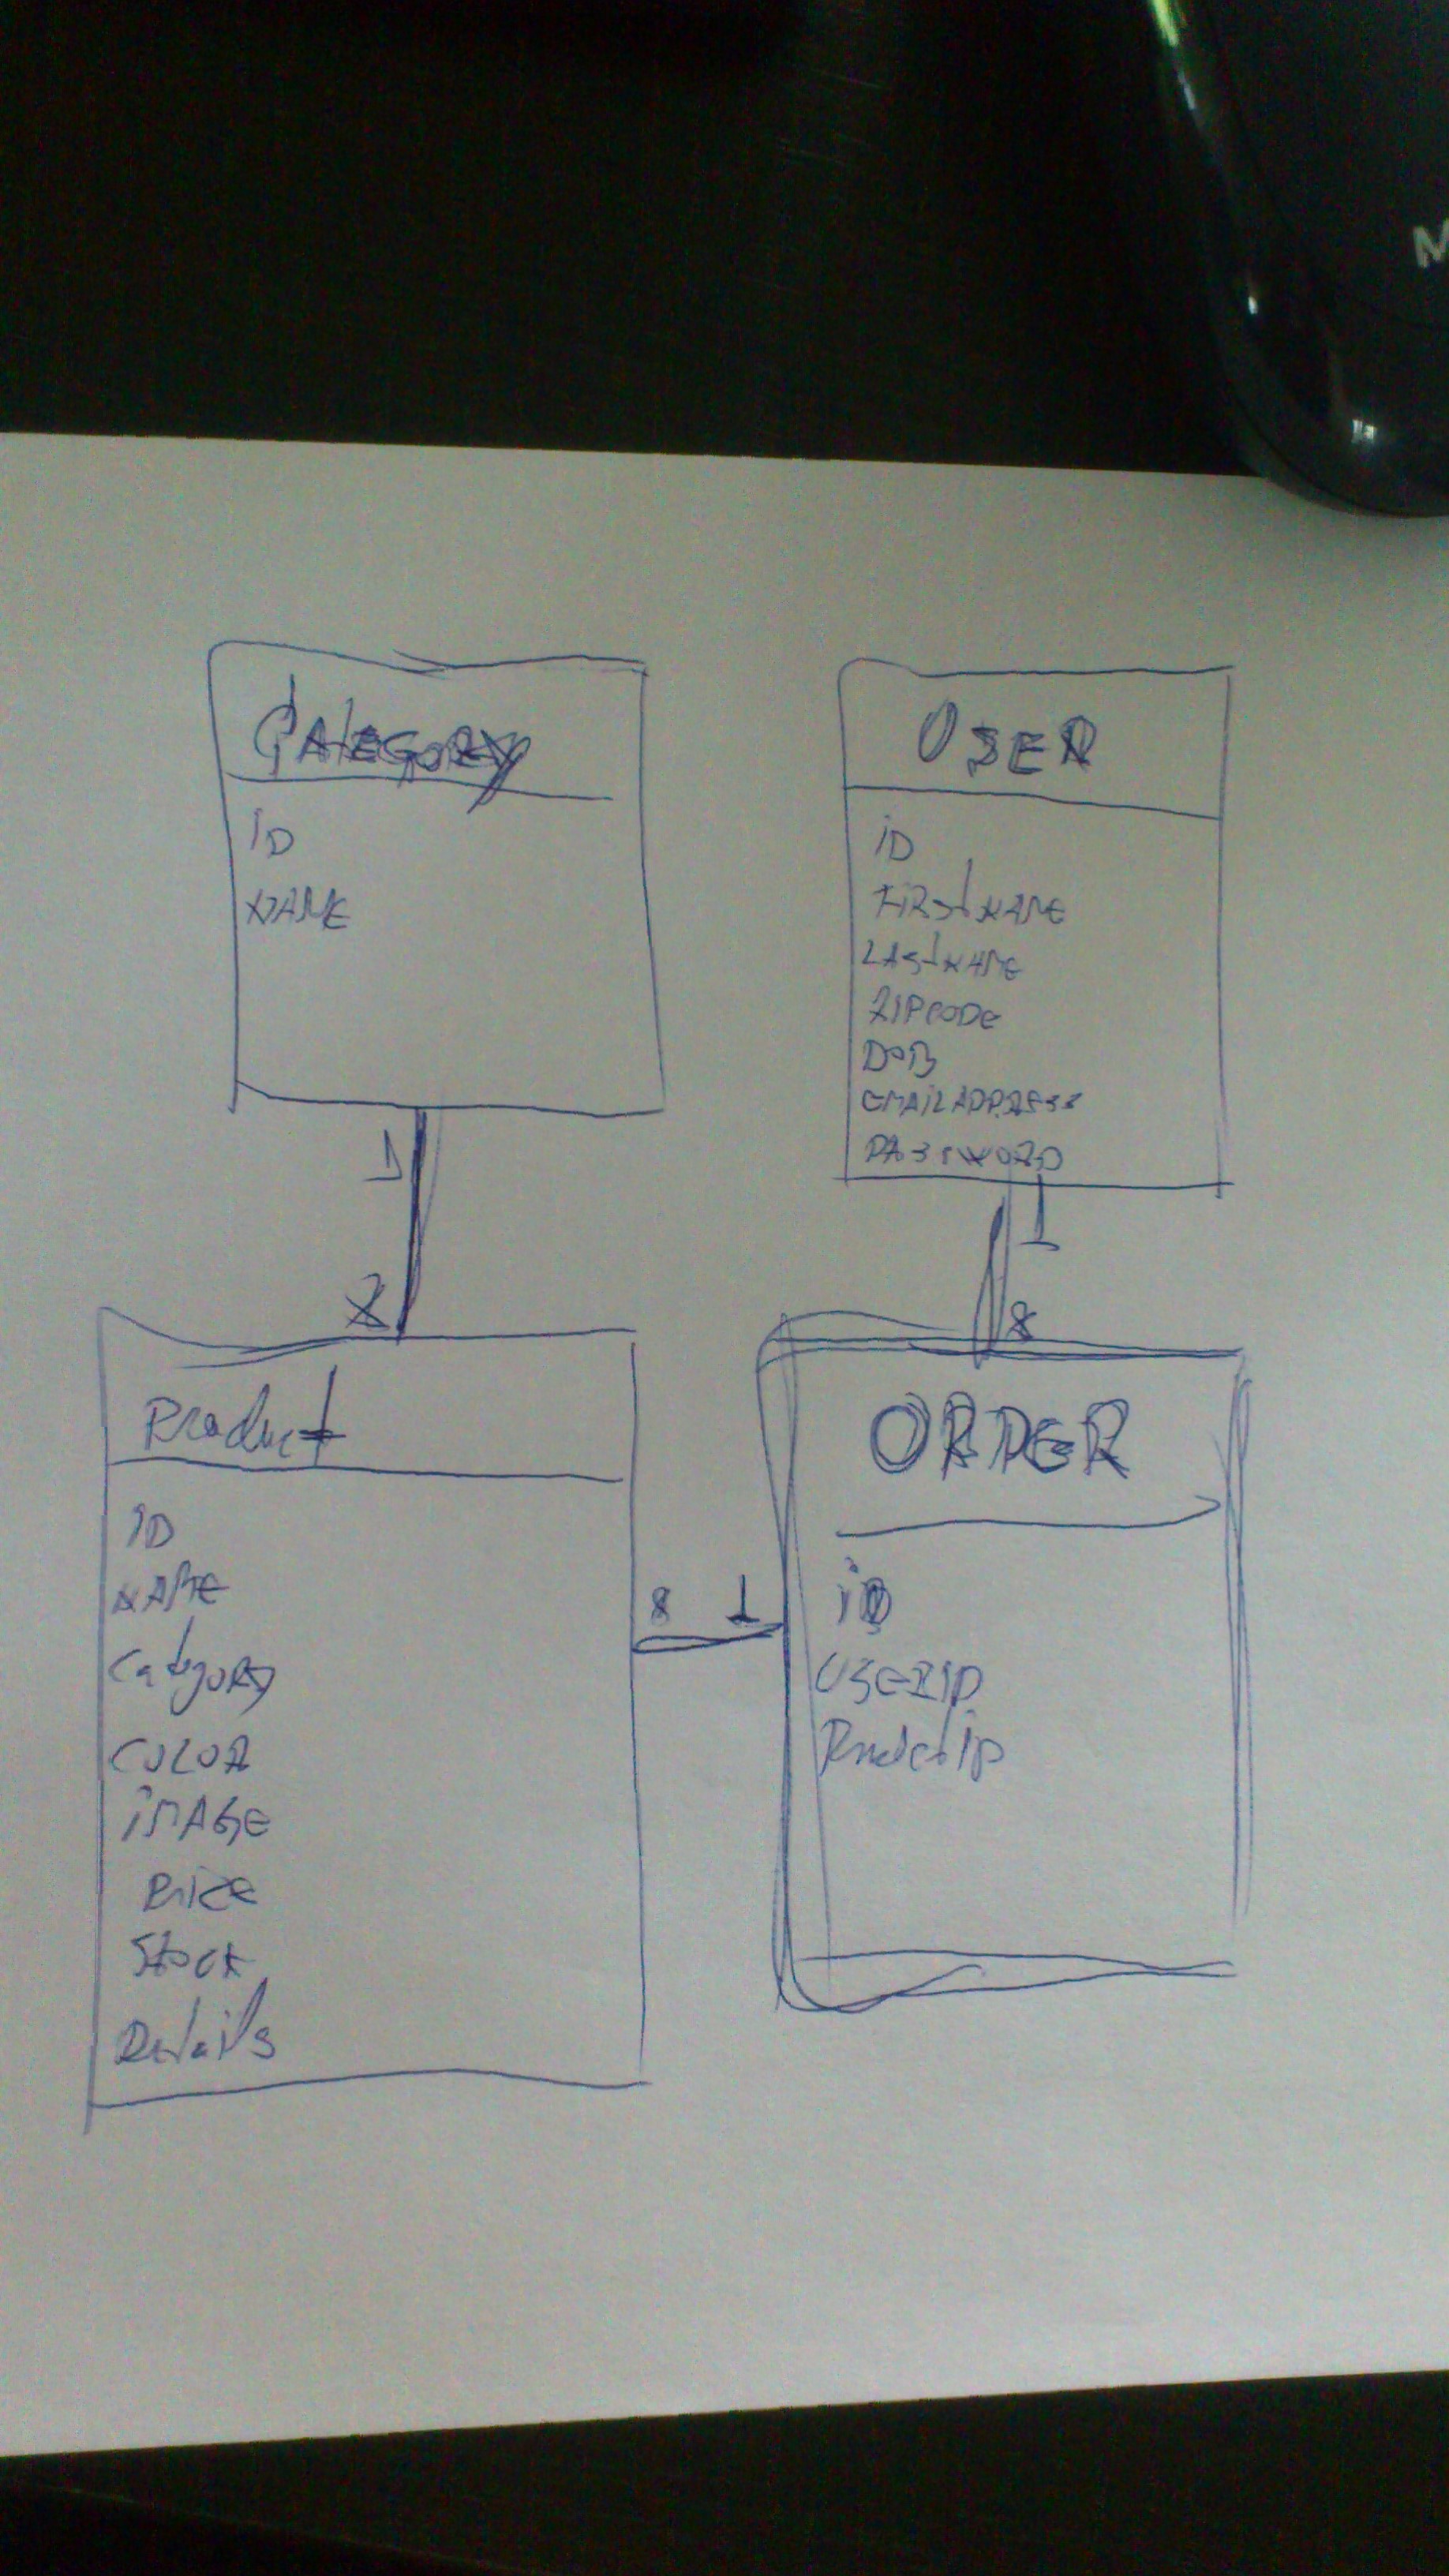 M
CATEGORY
ID
NAME
USER
ID
FIRSTNAME
LASTNAME
ZIPCODE
DOB
EMAILADDRESS
PASSWORD
1
1
8
Product
ID
NAME
Category
COLOR
IMAGE
Price
Stock
Details
8 1
ORDER
ID
USERID
ProductID